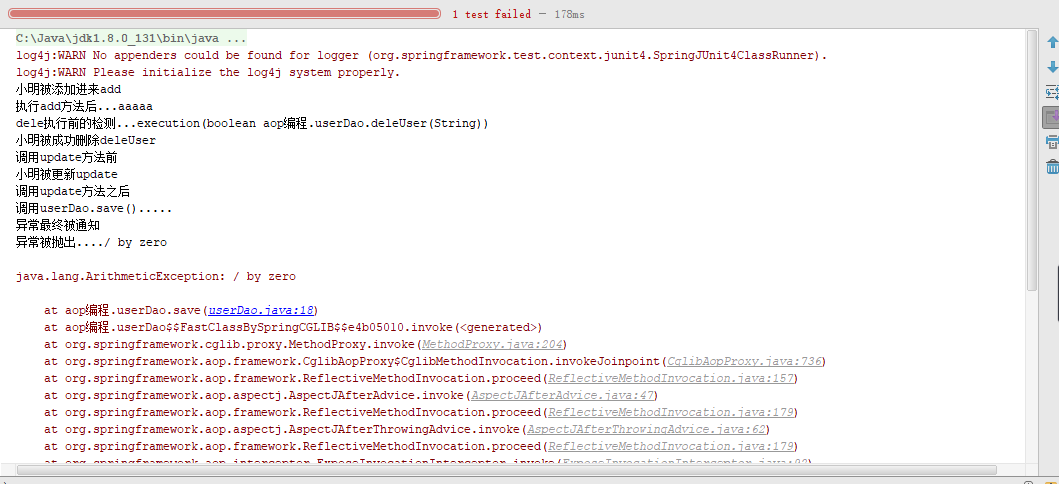 1 test failed – 178ms
C:\Java\jdk1.8.0_131\bin\java ...
log4j:WARN No appenders could be found for logger (org.springframework.test.context.junit4.SpringJUnit4ClassRunner).
log4j:WARN Please initialize the log4j system properly.
小明被添加进来add
执行add方法后...aaaaa
dele执行前的检测...execution(boolean aop编程.userDao.deleUser(String))
小明被成功删除deleUser
调用update方法前
小明被更新update
调用update方法之后
调用userDao.save().....
异常最终被通知
异常被抛出..../ by zero
java.lang.ArithmeticException: / by zero
at aop编程.userDao.save(userDao.java:18)
at aop编程.userDao$$FastClassBySpringCGLIB$$e4b05010.invoke(<generated>)
at org.springframework.cglib.proxy.MethodProxy.invoke(MethodProxy.java:204)
at org.springframework.aop.framework.CglibAopProxy$CglibMethodInvocation.invokeJoinpoint(CglibAopProxy.java:736)
at org.springframework.aop.framework.ReflectiveMethodInvocation.proceed(ReflectiveMethodInvocation.java:157)
at org.springframework.aop.aspectj.AspectJAfterAdvice.invoke(AspectJAfterAdvice.java:47)
at org.springframework.aop.framework.ReflectiveMethodInvocation.proceed(ReflectiveMethodInvocation.java:179)
at org.springframework.aop.aspectj.AspectJAfterThrowingAdvice.invoke(AspectJAfterThrowingAdvice.java:62)
at org.springframework.aop.framework.ReflectiveMethodInvocation.proceed(ReflectiveMethodInvocation.java:179)
at org.springframework.aop.interceptor.ExposeInvocationInterceptor.invoke(ExposeInvocationInterceptor.java:92)